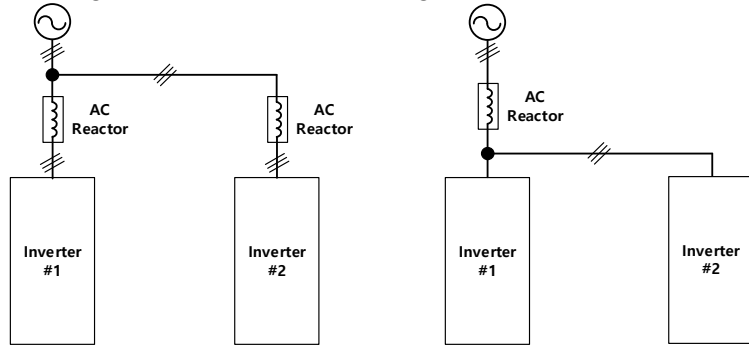 AC
Reactor
AC
Reactor
AC
Reactor
Inverter
#1
Inverter
#2
Inverter
#1
Inverter
#2